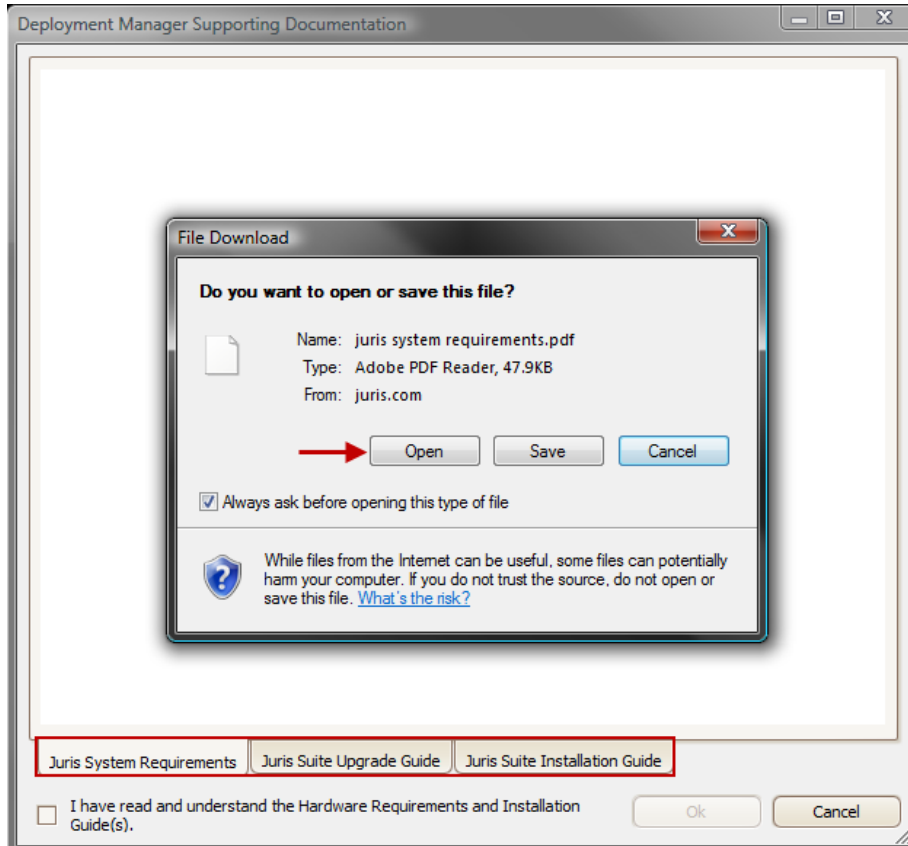 Deployment Manager Supporting Documentation
File Download
Do you want to open or save this file?
Name: juris system requirements.pdf
Type: Adobe PDF Reader, 47.9KB
From: juris.com
Open Save Cancel
Always ask before opening this type of file
While files from the Internet can be useful, some files can potentially
harm your computer. If you do not trust the source, do not open or
save this file. What's the risk?
Juris System Requirements Juris Suite Upgrade Guide Juris Suite Installation Guide
I have read and understand the Hardware Requirements and Installation
Guide(s).
Ok Cancel